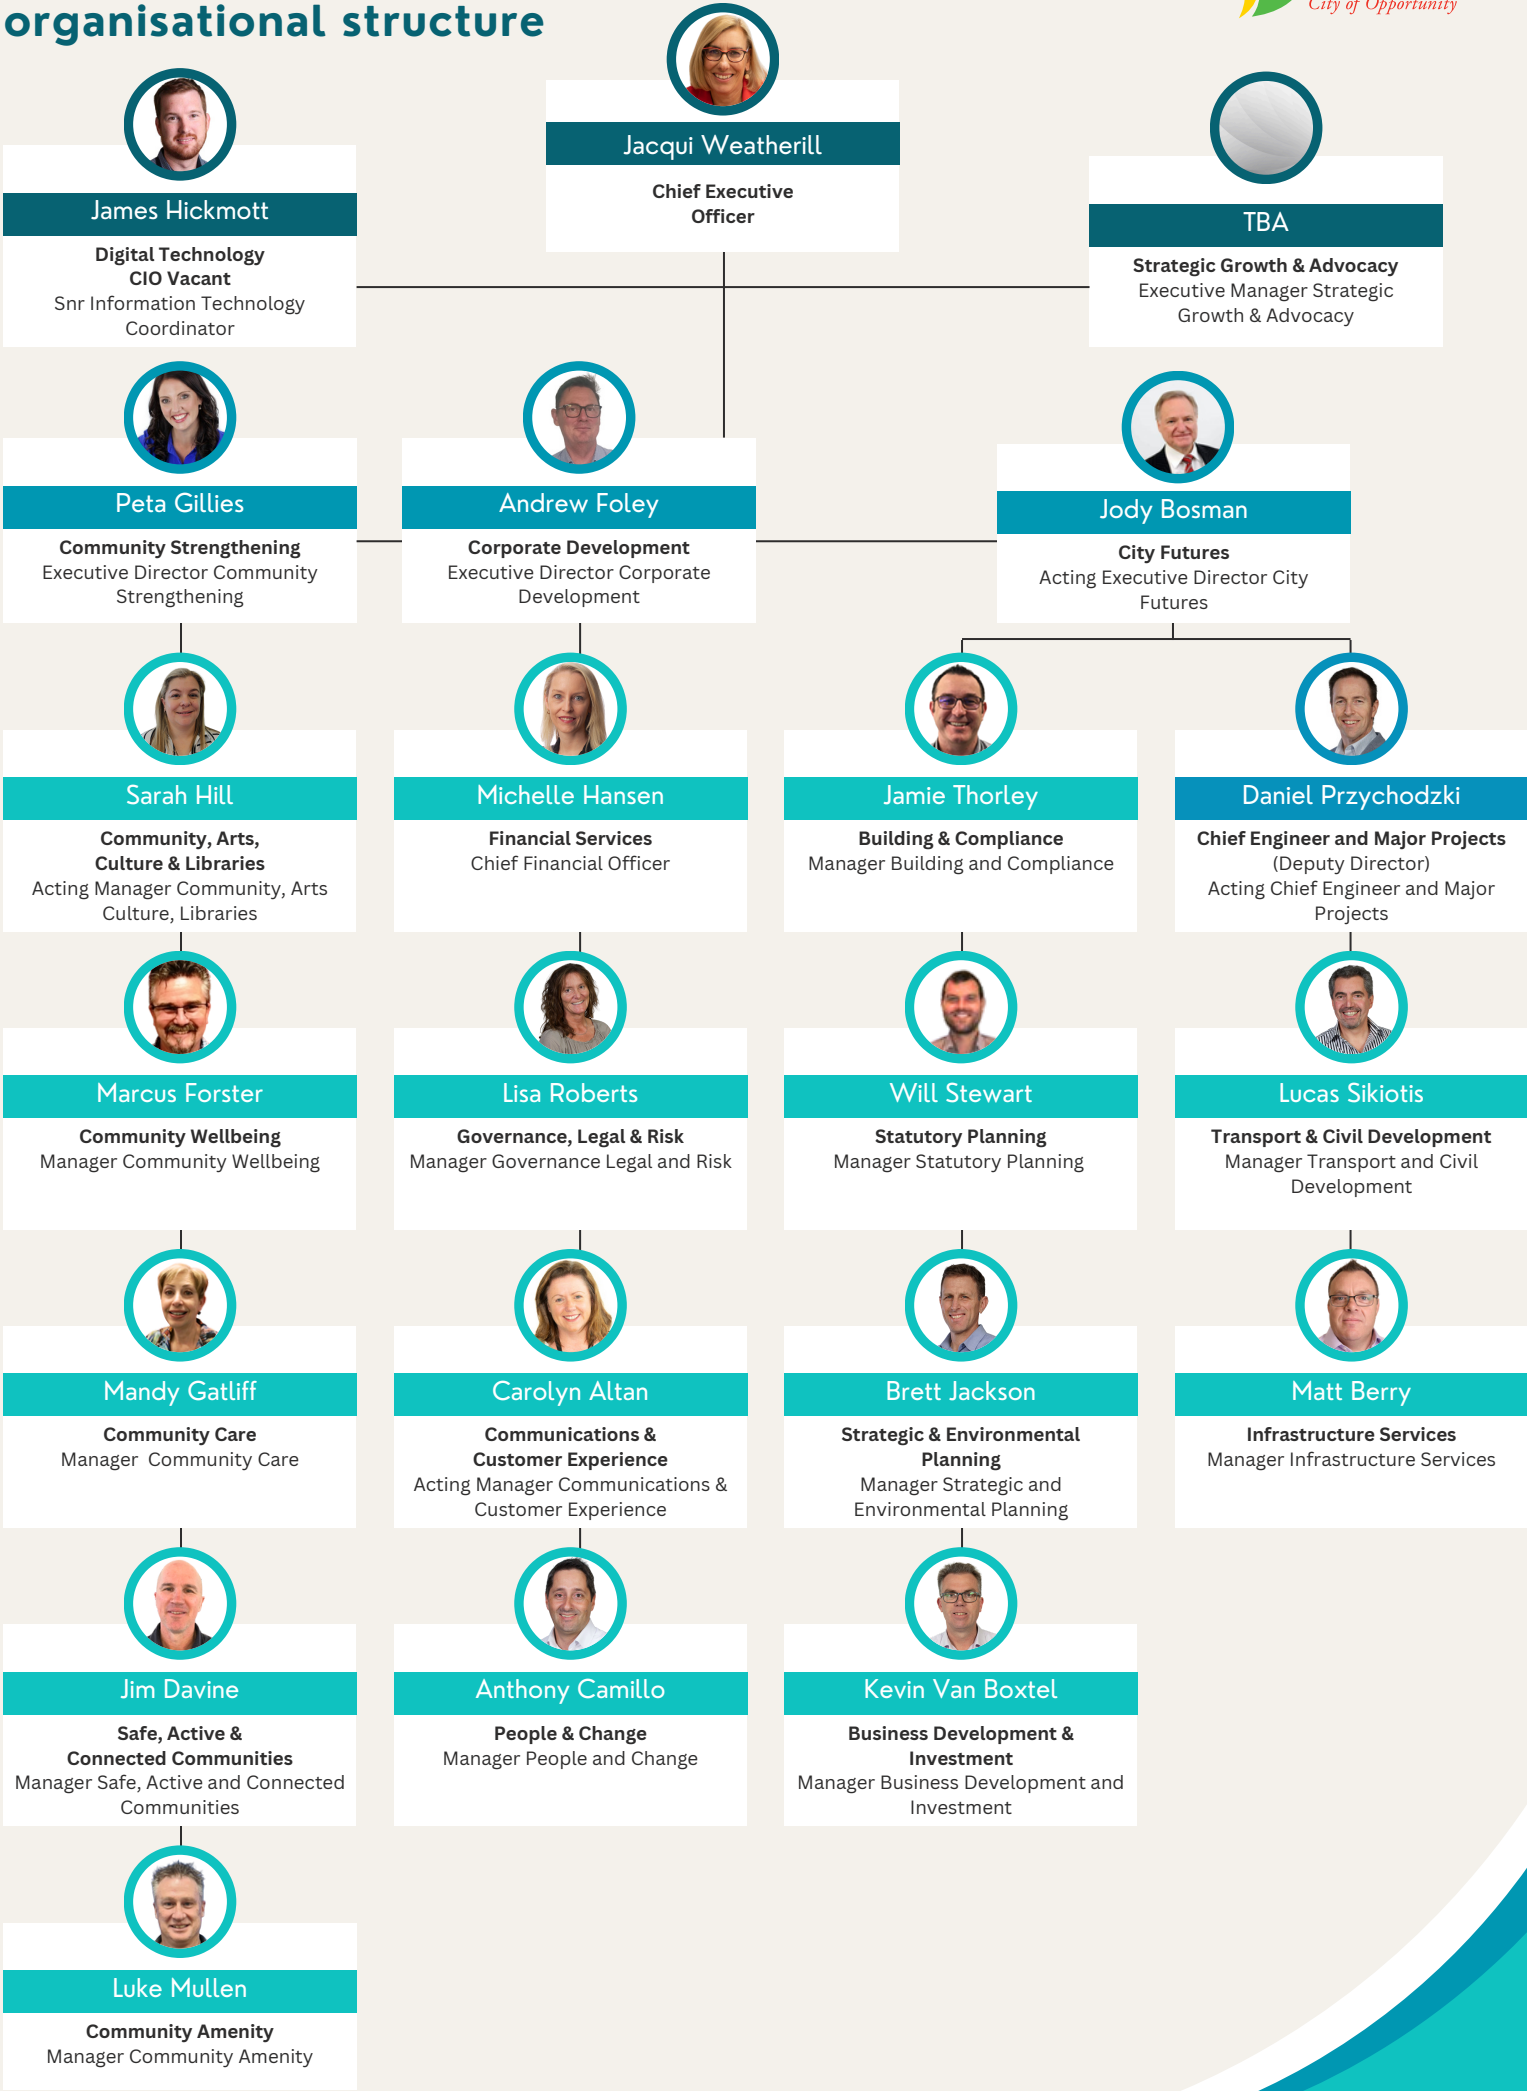 organisational structure
City of Opportunity
Jacqui Weatherill
Chief Executive
Officer
James Hickmott
Digital Technology
CIO Vacant
Snr Information Technology
Coordinator
TBA
Strategic Growth & Advocacy
Executive Manager Strategic
Growth & Advocacy
Peta Gillies
Community Strengthening
Executive Director Community
Strengthening
Andrew Foley
Corporate Development
Executive Director Corporate
Development
Jody Bosman
City Futures
Acting Executive Director City
Futures
Sarah Hill
Community, Arts,
Culture & Libraries
Acting Manager Community, Arts
Culture, Libraries
Michelle Hansen
Financial Services
Chief Financial Officer
Jamie Thorley
Building & Compliance
Manager Building and Compliance
Daniel Przychodzki
Chief Engineer and Major Projects
(Deputy Director)
Acting Chief Engineer and Major
Projects
Marcus Forster
Community Wellbeing
Manager Community Wellbeing
Lisa Roberts
Governance, Legal & Risk
Manager Governance Legal and Risk
Will Stewart
Statutory Planning
Manager Statutory Planning
Lucas Sikiotis
Transport & Civil Development
Manager Transport and Civil
Development
Mandy Gatliff
Community Care
Manager  Community Care
Carolyn Altan
Communications &
Customer Experience
Acting Manager Communications &
Customer Experience
Brett Jackson
Strategic & Environmental
Planning
Manager Strategic and
Environmental Planning
Matt Berry
Infrastructure Services
Manager Infrastructure Services
Jim Davine
Safe, Active &
Connected Communities
Manager Safe, Active and Connected
Communities
Anthony Camillo
People & Change
Manager People and Change
Kevin Van Boxtel
Business Development &
Investment
Manager Business Development and
Investment
Luke Mullen
Community Amenity
Manager Community Amenity